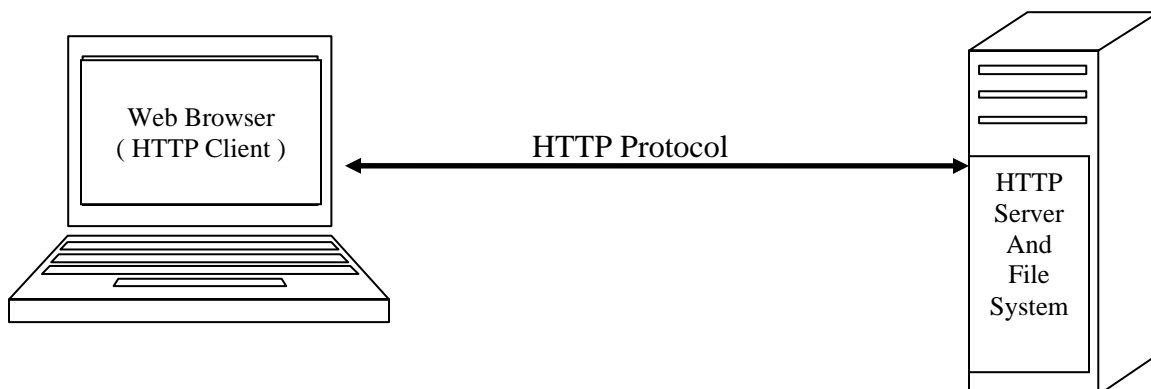 Web Browser
( HTTP Client )
HTTP Protocol
HTTP
Server
And
File
System